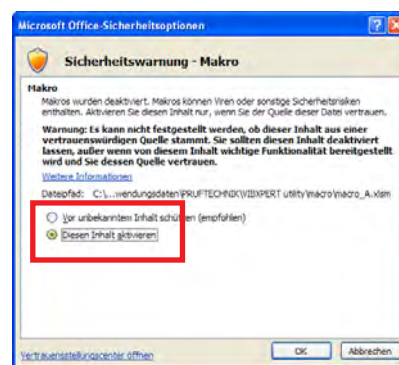 Microsoft Office-Sicherheitsoptionen
Sicherheitswarnung - Makro
Makro
Makros wurden deaktiviert. Makros können Viren oder sonstige Sicherheitsrisiken
enthalten. Aktivieren Sie diesen Inhalt nur, wenn Sie der Quelle dieser Datei vertrauen.
Warnung: Es kann nicht festgestellt werden, ob dieser Inhalt aus einer
vertrauenswürdigen Quelle stammt. Sie sollten diesen Inhalt deaktiviert
lassen, außer wenn von diesem Inhalt wichtige Funktionalität bereitgestellt
wird und Sie dessen Quelle vertrauen.
Weitere Informationen
Dateipfad: C:\...wendungsdaten\PRUFTECHNIK\VIBXPERT utility\macro\macro_A.xlsm
Vor unbekanntem Inhalt schützen (empfohlen)
Diesen Inhalt aktivieren
Vertrauensstellungscenter öffnen
OK
Abbrechen